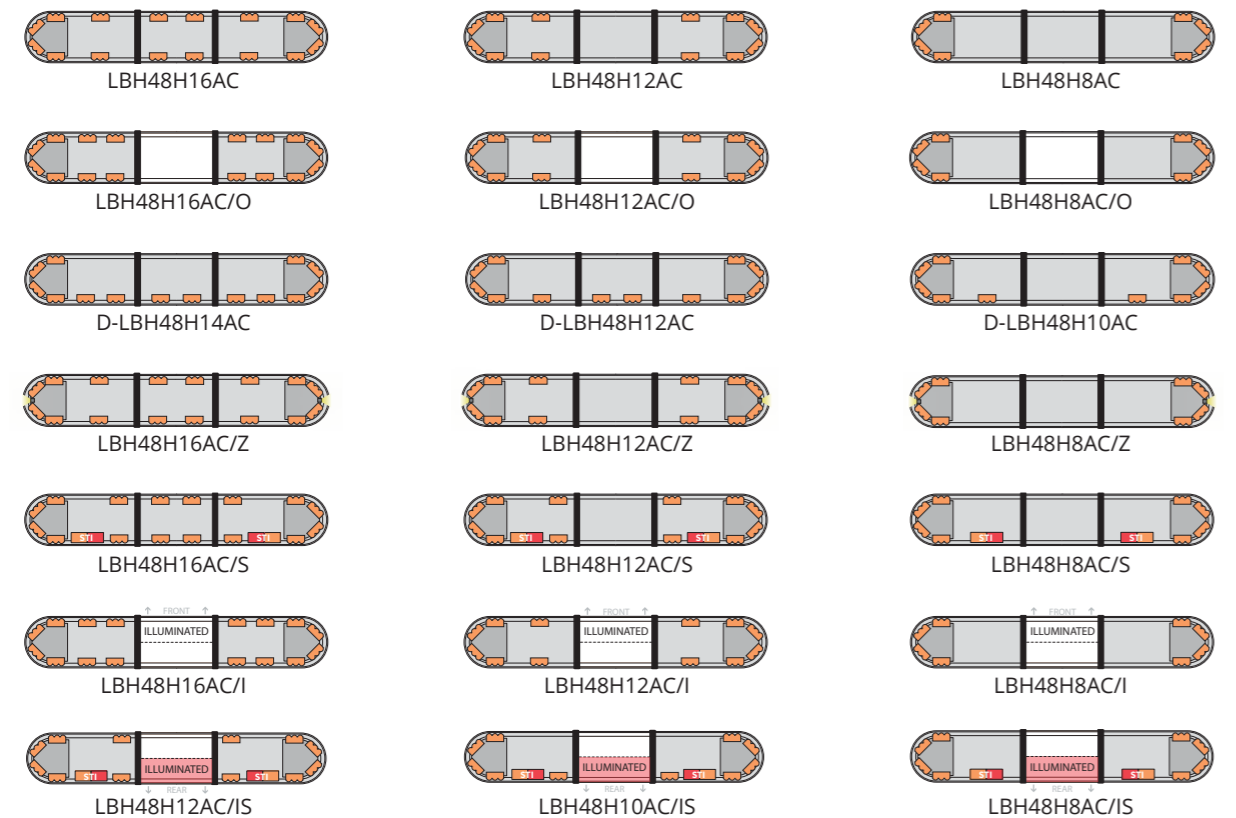 LBH48H16AC LBH48H12AC LBH48H8AC
LBH48H16AC/O LBH48H12AC/O LBH48H8AC/O
D-LBH48H14AC D-LBH48H12AC D-LBH48H10AC
LBH48H16AC/Z LBH48H12AC/Z LBH48H8AC/Z
STI STI STI STI STI STI
LBH48H16AC/S LBH48H12AC/S LBH48H8AC/S
FRONT FRONT FRONT
ILLUMINATED ILLUMINATED ILLUMINATED
LBH48H16AC/I LBH48H12AC/I LBH48H8AC/I
STI ILLUMINATED STI STI ILLUMINATED STI STI ILLUMINATED STI
REAR REAR REAR
LBH48H12AC/IS LBH48H10AC/IS LBH48H8AC/IS